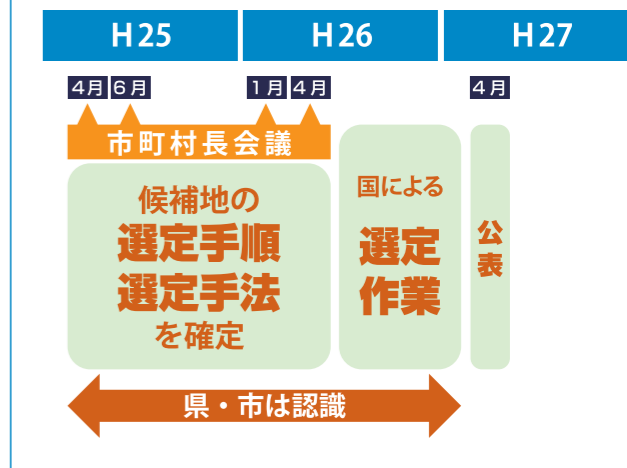 H25 H26 H27
4月 6月 1月 4月 4月
市町村長会議
候補地の
選定手順
選定手法
を確定
国による
選定
作業
公表
県・市は認識